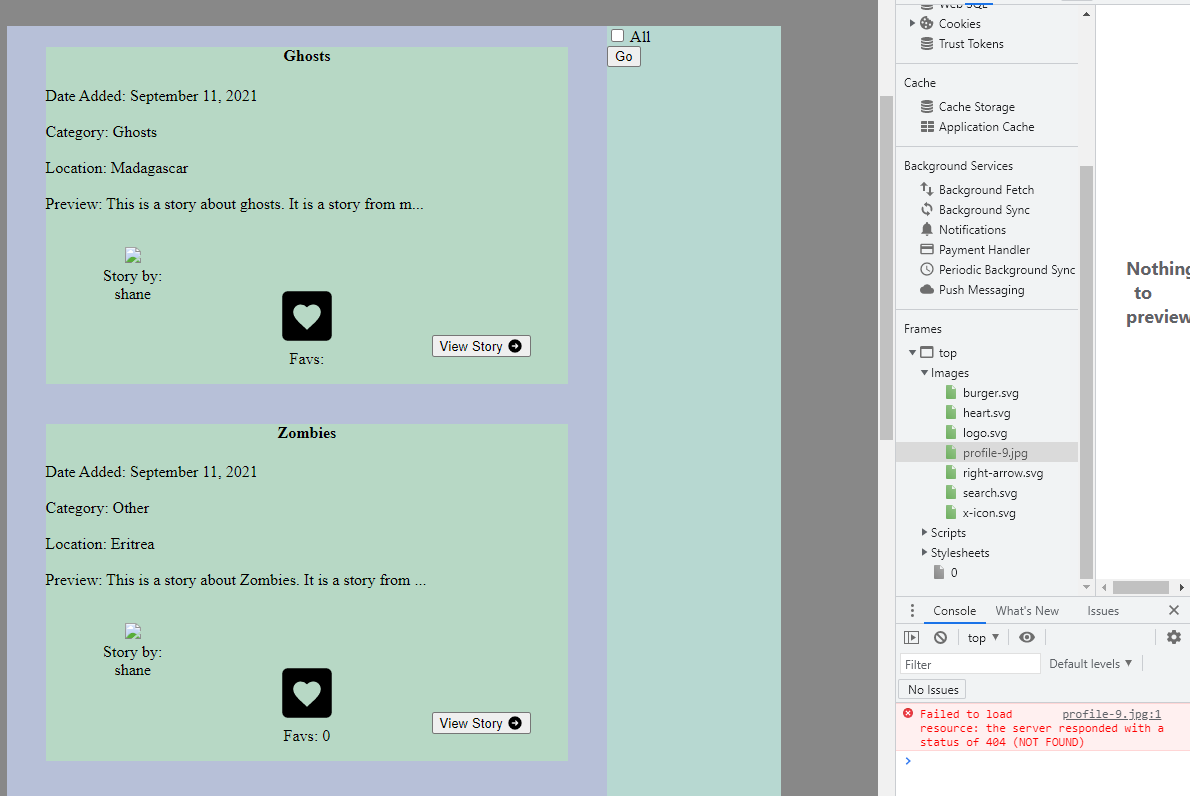 Ghosts
Date Added: September 11, 2021
Category: Ghosts
Location: Madagascar
Preview: This is a story about ghosts. It is a story from m...
Story by:
shane
Favs:
View Story
Zombies
Date Added: September 11, 2021
Category: Other
Location: Eritrea
Preview: This is a story about Zombies. It is a story from ...
Story by:
shane
Favs: 0
View Story
All
Go
Web SQL
Cookies
Trust Tokens
Cache
Cache Storage
Application Cache
Background Services
Background Fetch
Background Sync
Notifications
Payment Handler
Periodic Background Sync
Push Messaging
Frames
top
Images
burger.svg
heart.svg
logo.svg
profile-9.jpg
right-arrow.svg
search.svg
x-icon.svg
Scripts
Stylesheets
0
Nothing
to
preview
Console What's New Issues
top
Filter
Default levels
No Issues
Failed to load profile-9.jpg:1
resource: the server responded with a
status of 404 (NOT FOUND)